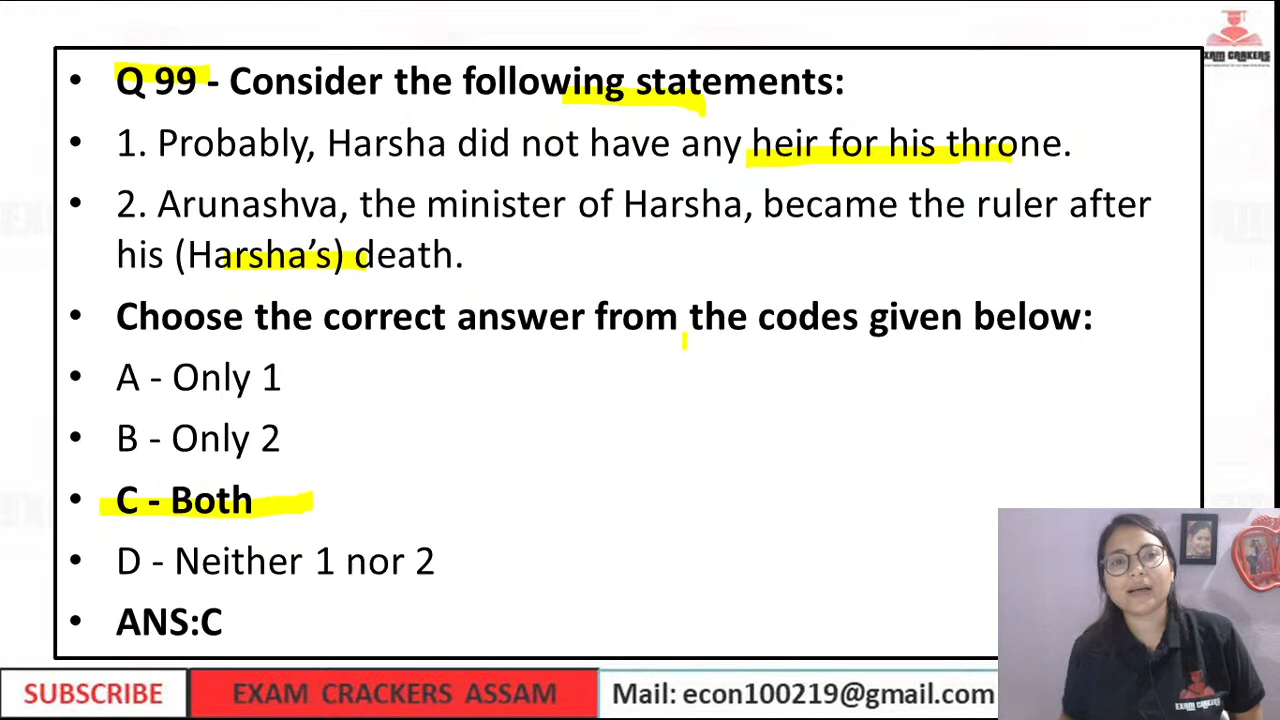 EXAM CRAKERS
• Q 99 - Consider the following statements:
• 1. Probably, Harsha did not have any heir for his throne.
• 2. Arunashva, the minister of Harsha, became the ruler after
his (Harsha’s) death.
• Choose the correct answer from the codes given below:
• A - Only 1
• B - Only 2
• C - Both
• D - Neither 1 nor 2
• ANS:C
SUBSCRIBE
EXAM CRACKERS ASSAM
Mail: econ100219@gmail.com